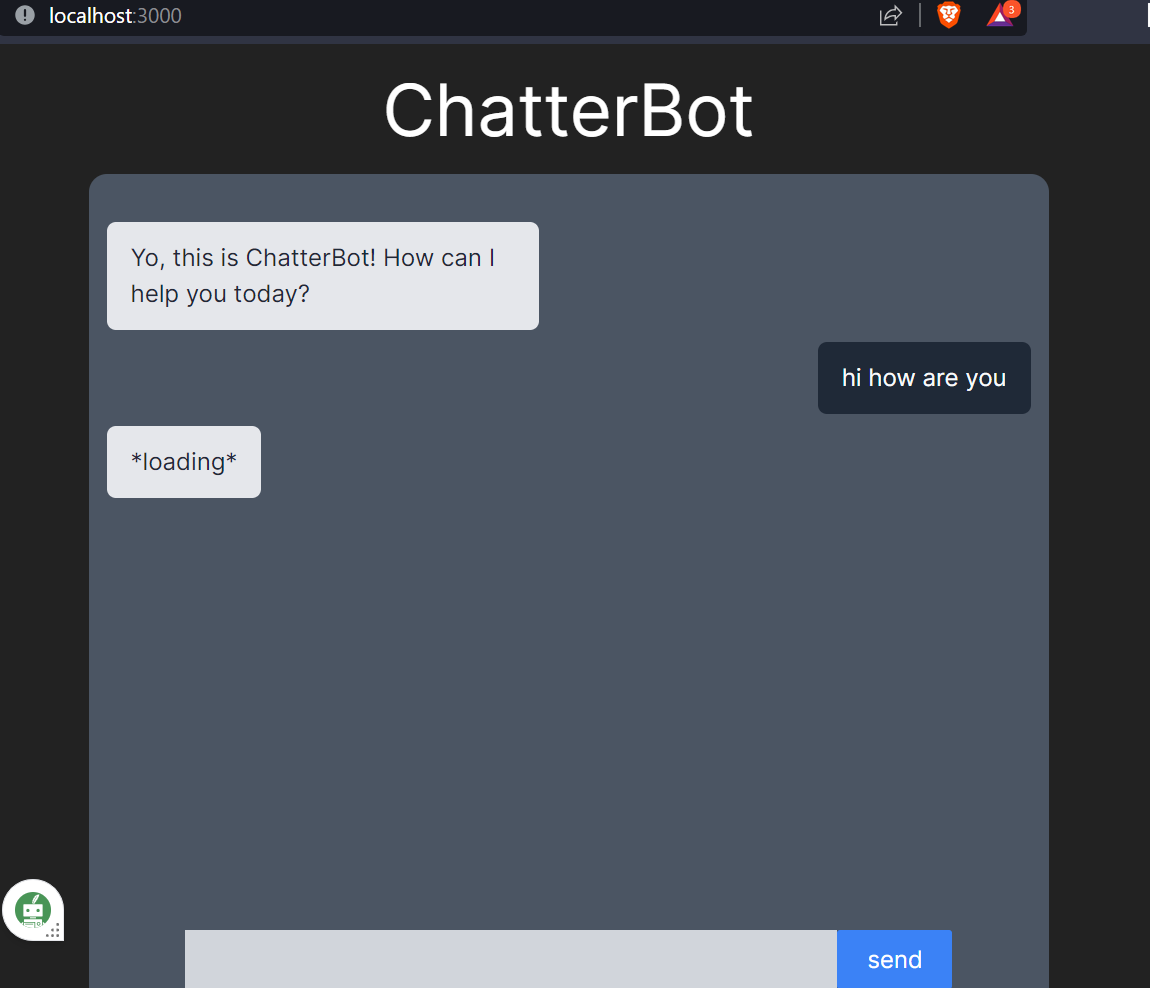 localhost:3000
3
ChatterBot
Yo, this is ChatterBot! How can I
help you today?
hi how are you
*loading*
send